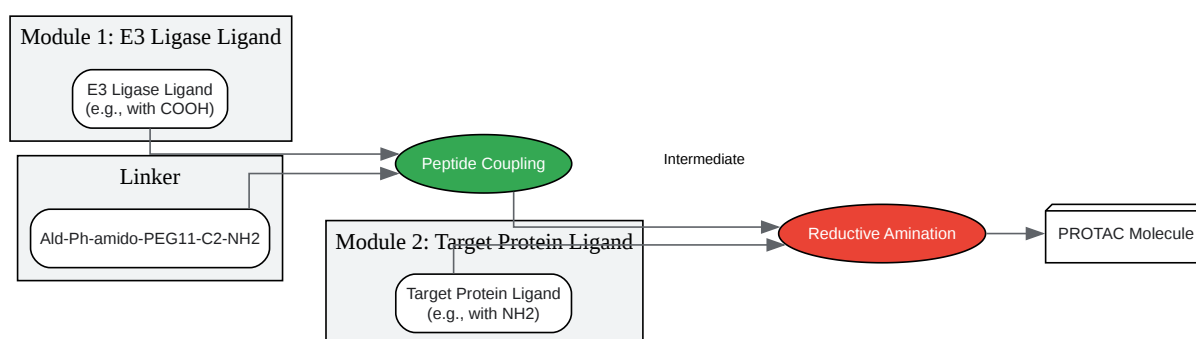 Module 1: E3 Ligase Ligand
E3 Ligase Ligand
(e.g., with COOH)
Linker
Ald-Ph-amido-PEG11-C2-NH2
Peptide Coupling
Intermediate
Module 2: Target Protein Ligand
Target Protein Ligand
(e.g., with NH2)
Reductive Amination
PROTAC Molecule